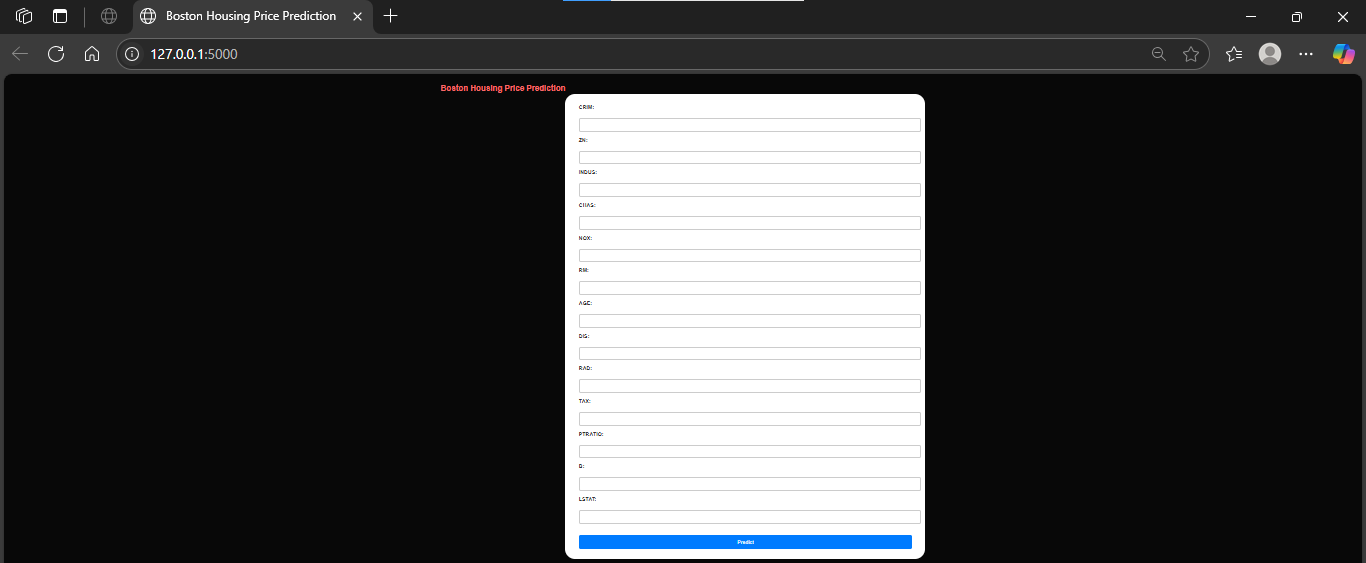 Boston Housing Price Prediction
127.0.0.1:5000
Boston Housing Price Prediction
CRIM:
ZN:
INDUS:
CHAS:
NOX:
RM:
AGE:
DIS:
RAD:
TAX:
PTRATIO:
B:
LSTAT:
Predict